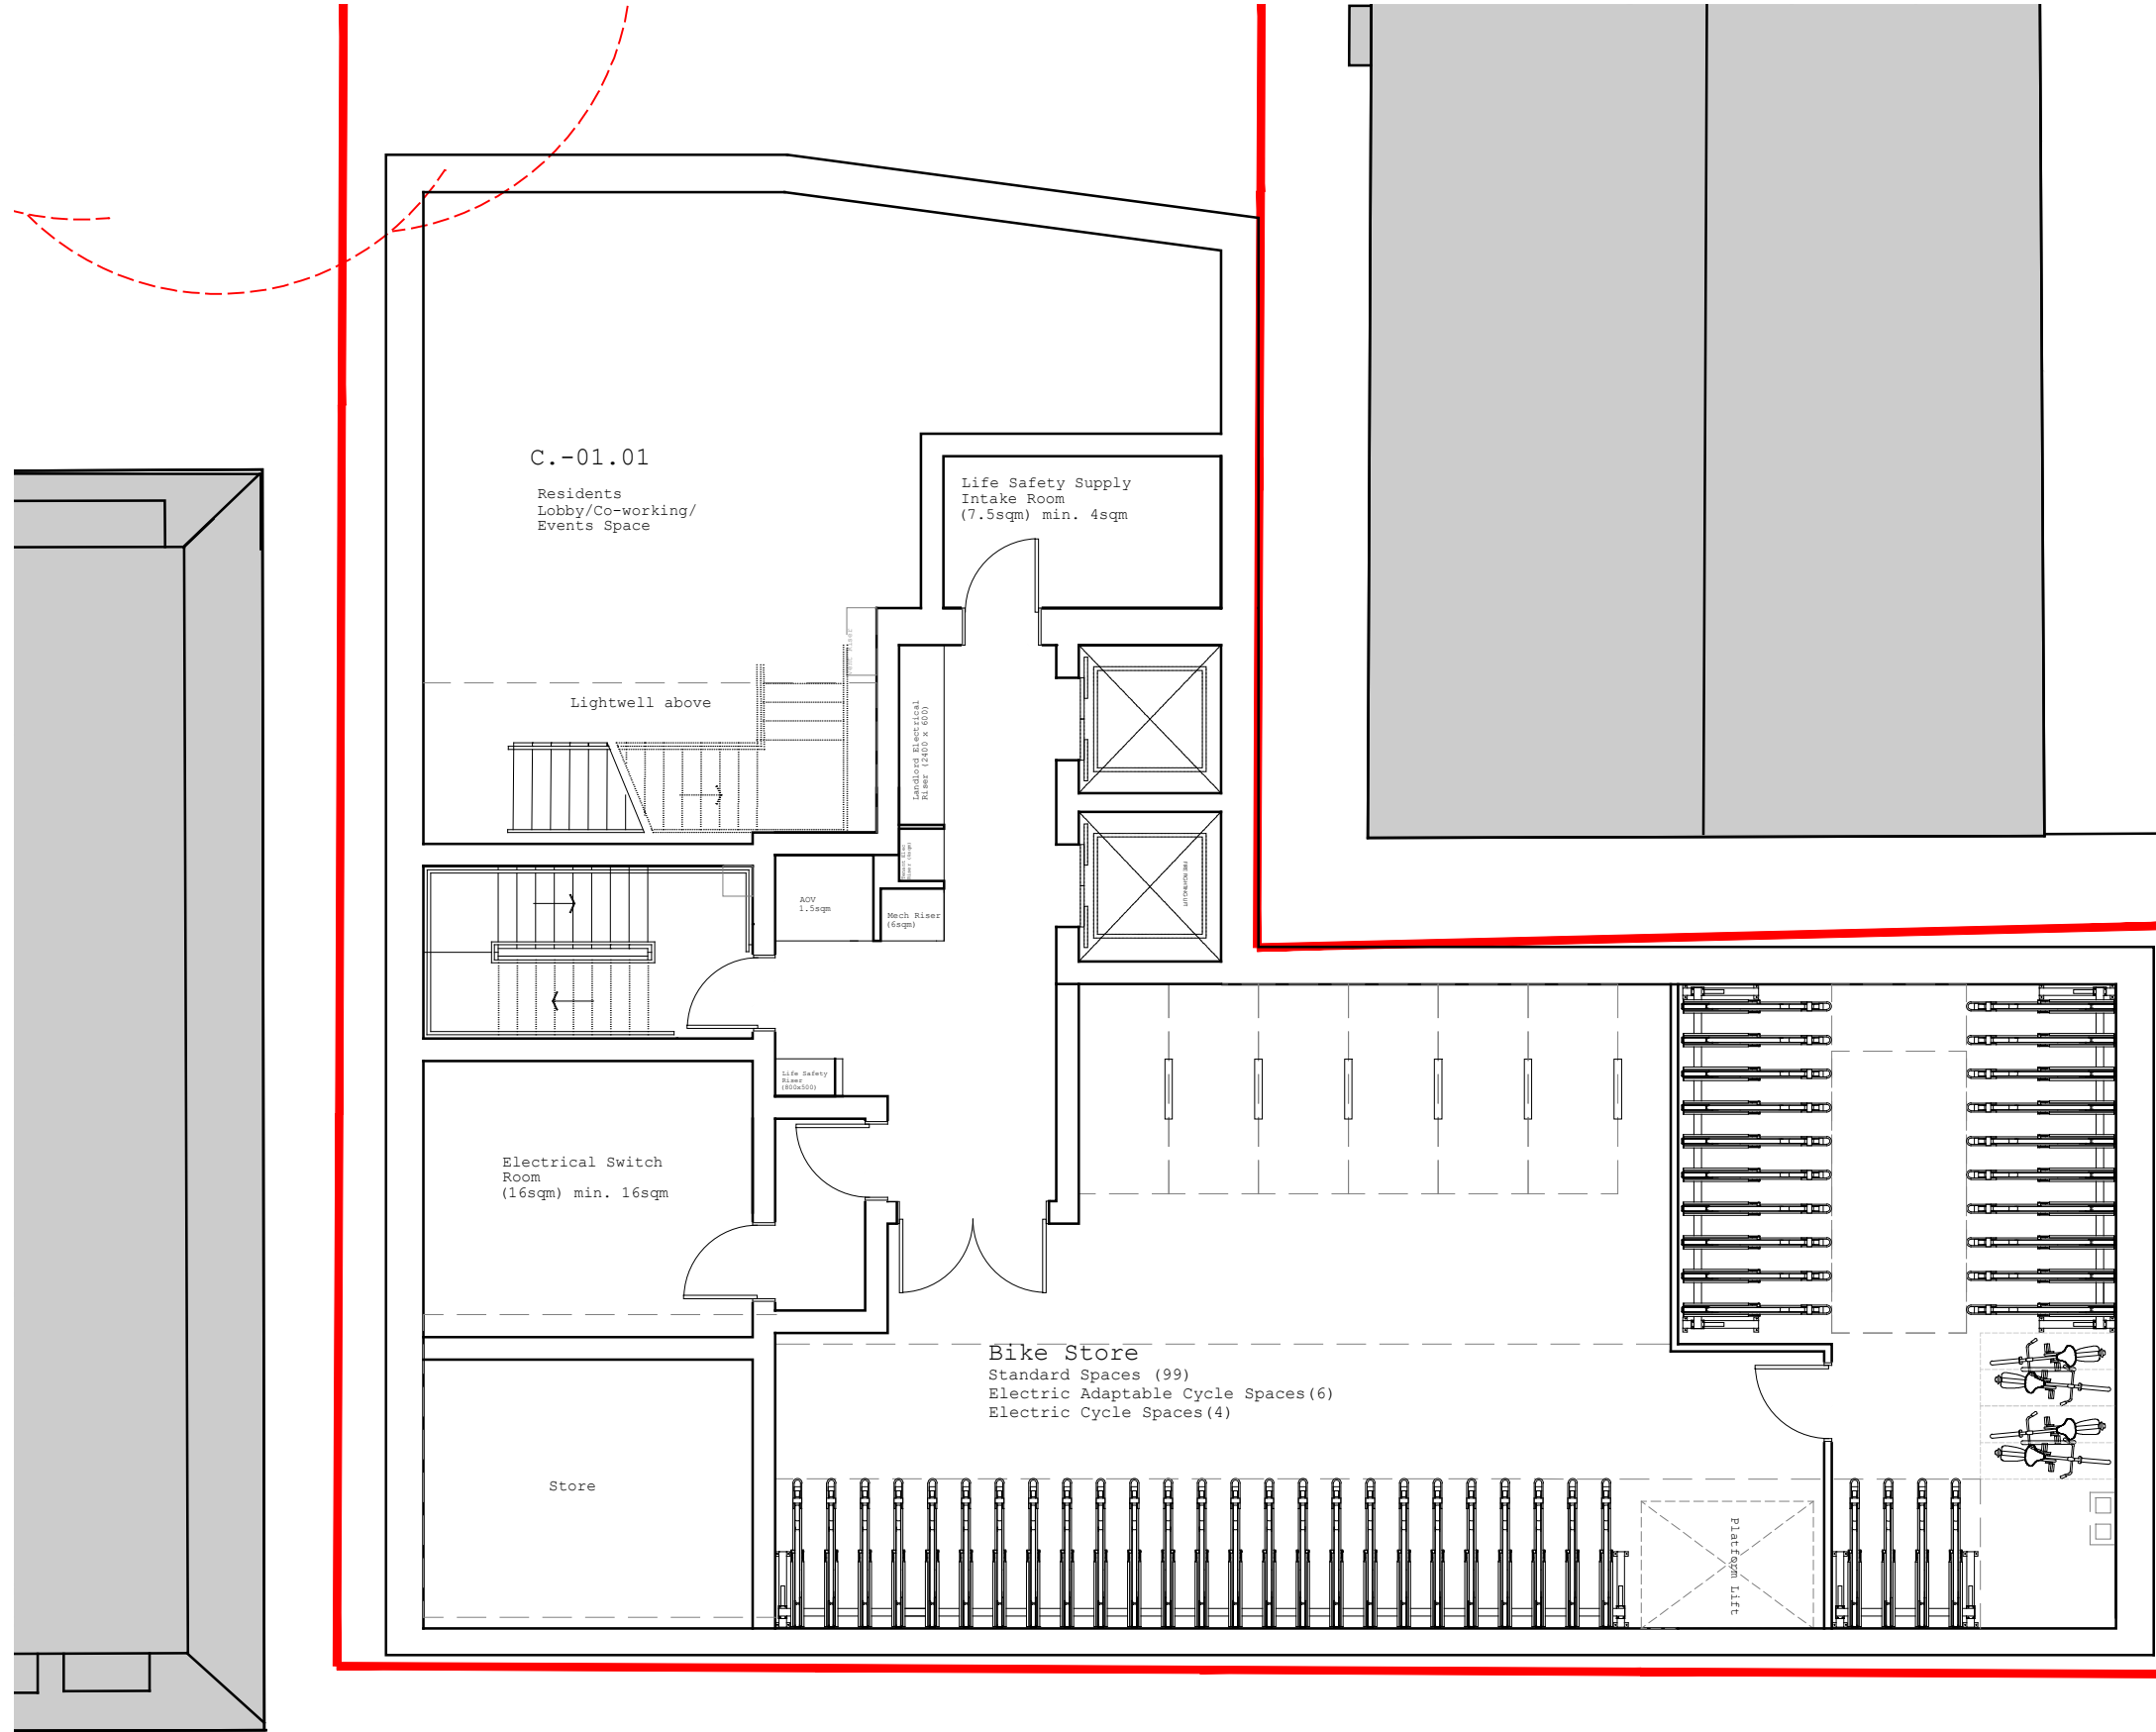 C.-01.01
Residents
Lobby/Co-working/
Events Space
Life Safety Supply
Intake Room
(7.5sqm) min. 4sqm
Lightwell above
Landlord Electrical
Riser (2400 x 600)
AOV
1.5sqm
Mech Riser
(6sqm)
Life Safety
Riser
(800x500)
Electrical Switch
Room
(16sqm) min. 16sqm
Bike Store
Standard Spaces (99)
Electric Adaptable Cycle Spaces(6)
Electric Cycle Spaces(4)
Store
Platform Lift
FIREFIGHTING LIFT